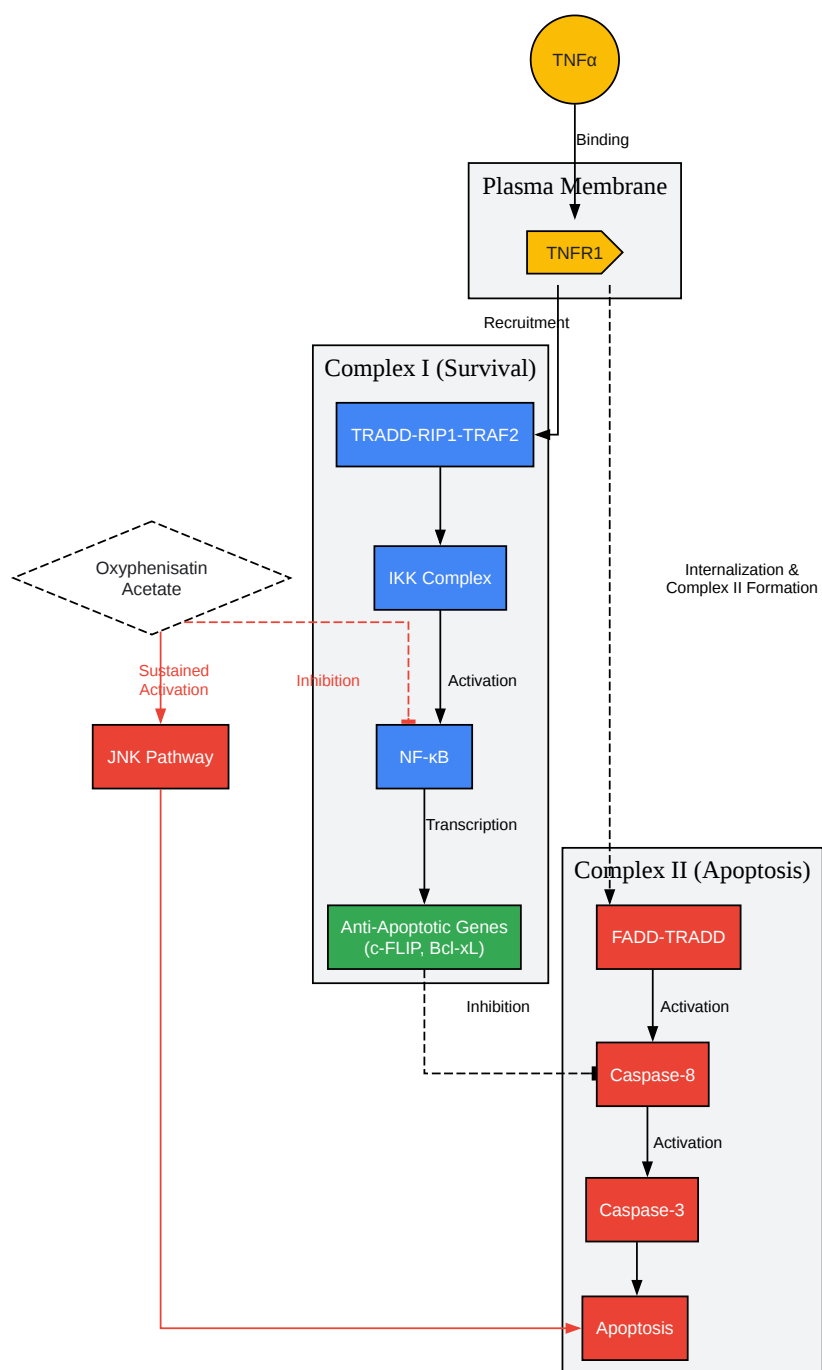 TNFα
Binding
Plasma Membrane
TNFR1
Recruitment
Complex I (Survival)
TRADD-RIP1-TRAF2
Oxyphenisatin
Acetate
IKK Complex
Internalization &
Complex II Formation
Sustained
Activation
Inhibition
Activation
JNK Pathway
NF-κB
Transcription
Complex II (Apoptosis)
Anti-Apoptotic Genes
(c-FLIP, Bcl-xL)
FADD-TRADD
Inhibition
Activation
Caspase-8
Activation
Caspase-3
Apoptosis